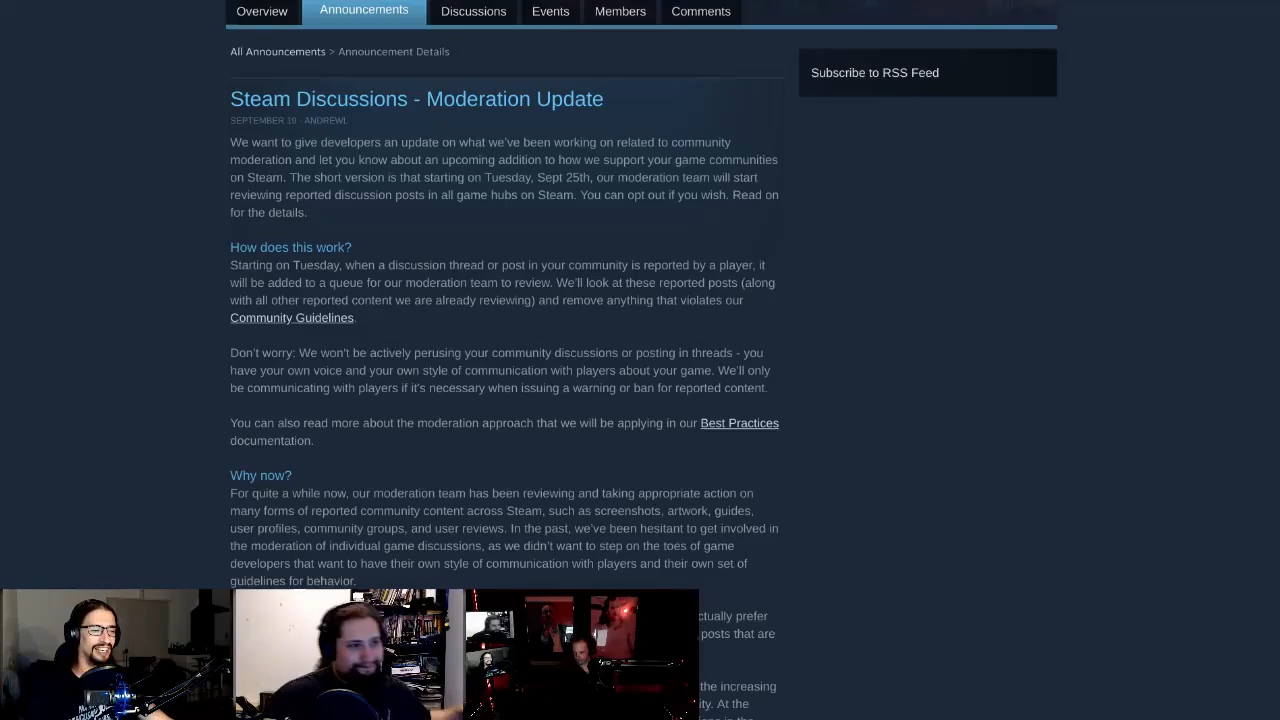 Overview
Announcements
Discussions
Events
Members
Comments
All Announcements > Announcement Details
Subscribe to RSS Feed
Steam Discussions - Moderation Update
SEPTEMBER 19 - ANDREWL
We want to give developers an update on what we've been working on related to community
moderation and let you know about an upcoming addition to how we support your game communities
on Steam. The short version is that starting on Tuesday, Sept 25th, our moderation team will start
reviewing reported discussion posts in all game hubs on Steam. You can opt out if you wish. Read on
for the details.
How does this work?
Starting on Tuesday, when a discussion thread or post in your community is reported by a player, it
will be added to a queue for our moderation team to review. We'll look at these reported posts (along
with all other reported content we are already reviewing) and remove anything that violates our
Community Guidelines.
Don't worry: We won't be actively perusing your community discussions or posting in threads - you
have your own voice and your own style of communication with players about your game. We'll only
be communicating with players if it's necessary when issuing a warning or ban for reported content.
You can also read more about the moderation approach that we will be applying in our Best Practices
documentation.
Why now?
For quite a while now, our moderation team has been reviewing and taking appropriate action on
many forms of reported community content across Steam, such as screenshots, artwork, guides,
user profiles, community groups, and user reviews. In the past, we've been hesitant to get involved in
the moderation of individual game discussions, as we didn't want to step on the toes of game
developers that want to have their own style of communication with players and their own set of
guidelines for behavior.
ctually prefer
posts that are
the increasing
ity. At the